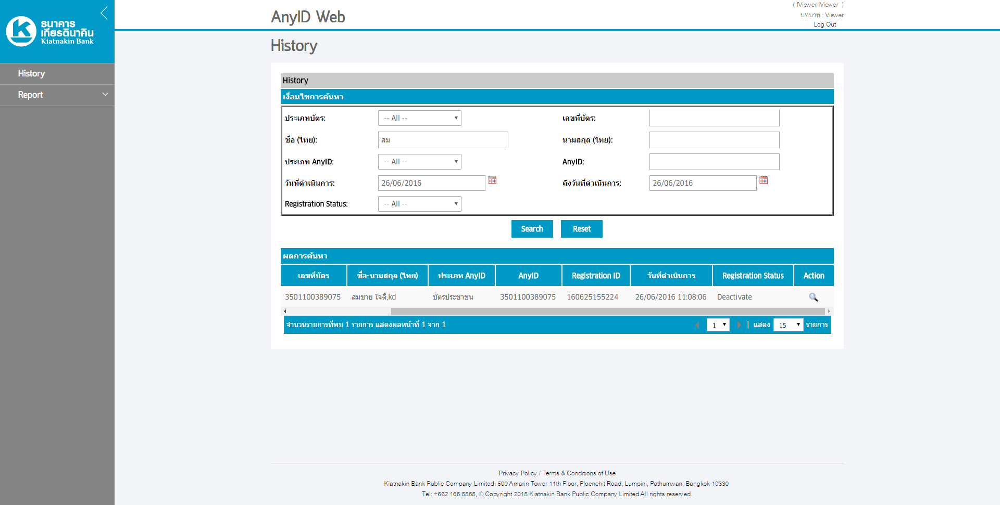 ธนาคาร
เกียรตินาคิน
Kiatnakin Bank
AnyID Web
( fViewer lViewer )
บทบาท : Viewer
Log Out
History
Report
History
History
เงื่อนไขการค้นหา
ประเภทบัตร: -- All -- เลขที่บัตร:
ชื่อ (ไทย): สม นามสกุล (ไทย):
ประเภท AnyID: -- All -- AnyID:
วันที่ดำเนินการ: 26/06/2016 ถึงวันที่ดำเนินการ: 26/06/2016
Registration Status: -- All --
Search Reset
ผลการค้นหา
เลขที่บัตร ชื่อ-นามสกุล (ไทย) ประเภท AnyID AnyID Registration ID วันที่ดำเนินการ Registration Status Action
3501100389075 สมชาย ใจดี,kd บัตรประชาชน 3501100389075 160625155224 26/06/2016 11:08:06 Deactivate
จำนวนรายการที่พบ 1 รายการ แสดงผลหน้าที่ 1 จาก 1 1 | แสดง 15 รายการ
Privacy Policy / Terms & Conditions of Use
Kiatnakin Bank Public Company Limited, 500 Amarin Tower 11th Floor, Ploenchit Road, Lumpini, Pathumwan, Bangkok 10330
Tel: +662 165 5555, © Copyright 2015 Kiatnakin Bank Public Company Limited All rights reserved.